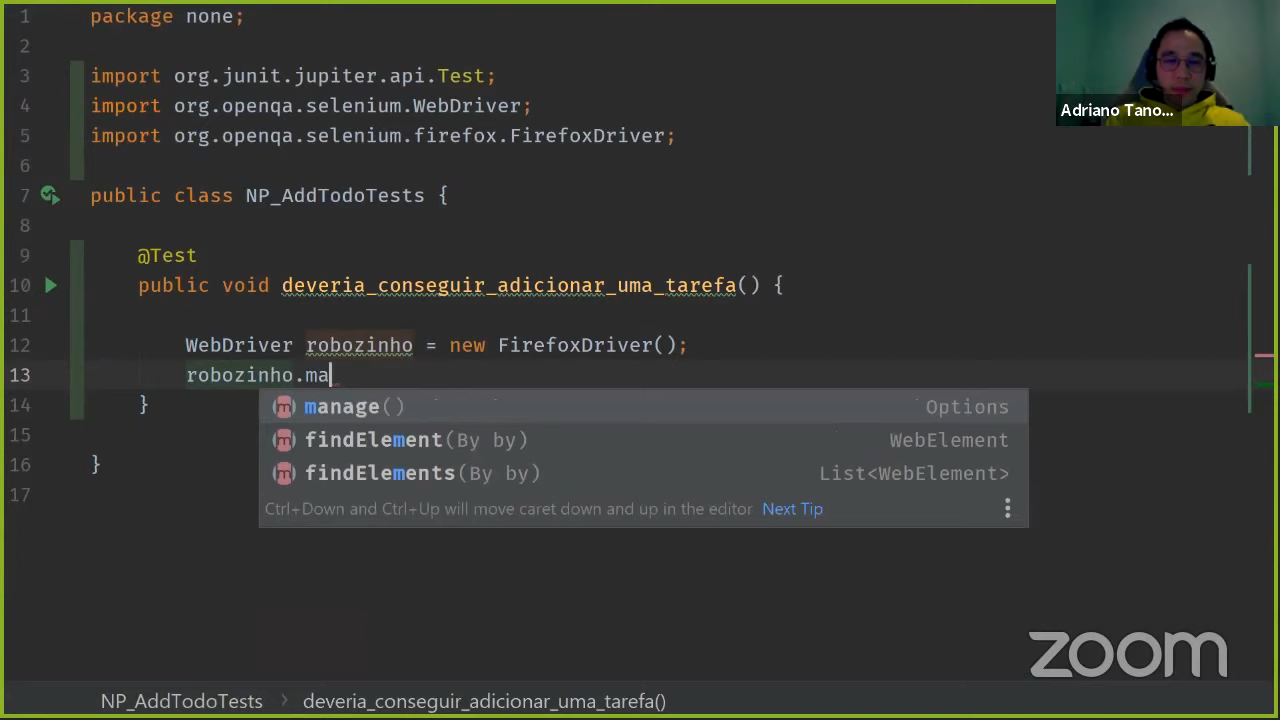 1 package none;
2
3 import org.junit.jupiter.api.Test;
4 import org.openqa.selenium.WebDriver;
5 import org.openqa.selenium.firefox.FirefoxDriver;
6
7 public class NP_AddTodoTests {
8
9 @Test
10 public void deveria_conseguir_adicionar_uma_tarefa() {
11
12 WebDriver robozinho = new FirefoxDriver();
13 robozinho.ma
14 }
manage() Options
findElement(By by) WebElement
findElements(By by) List<WebElement>
Ctrl+Down and Ctrl+Up will move caret down and up in the editor Next Tip
15
16 }
17
Adriano Tano...
zoom
NP_AddTodoTests > deveria_conseguir_adicionar_uma_tarefa()